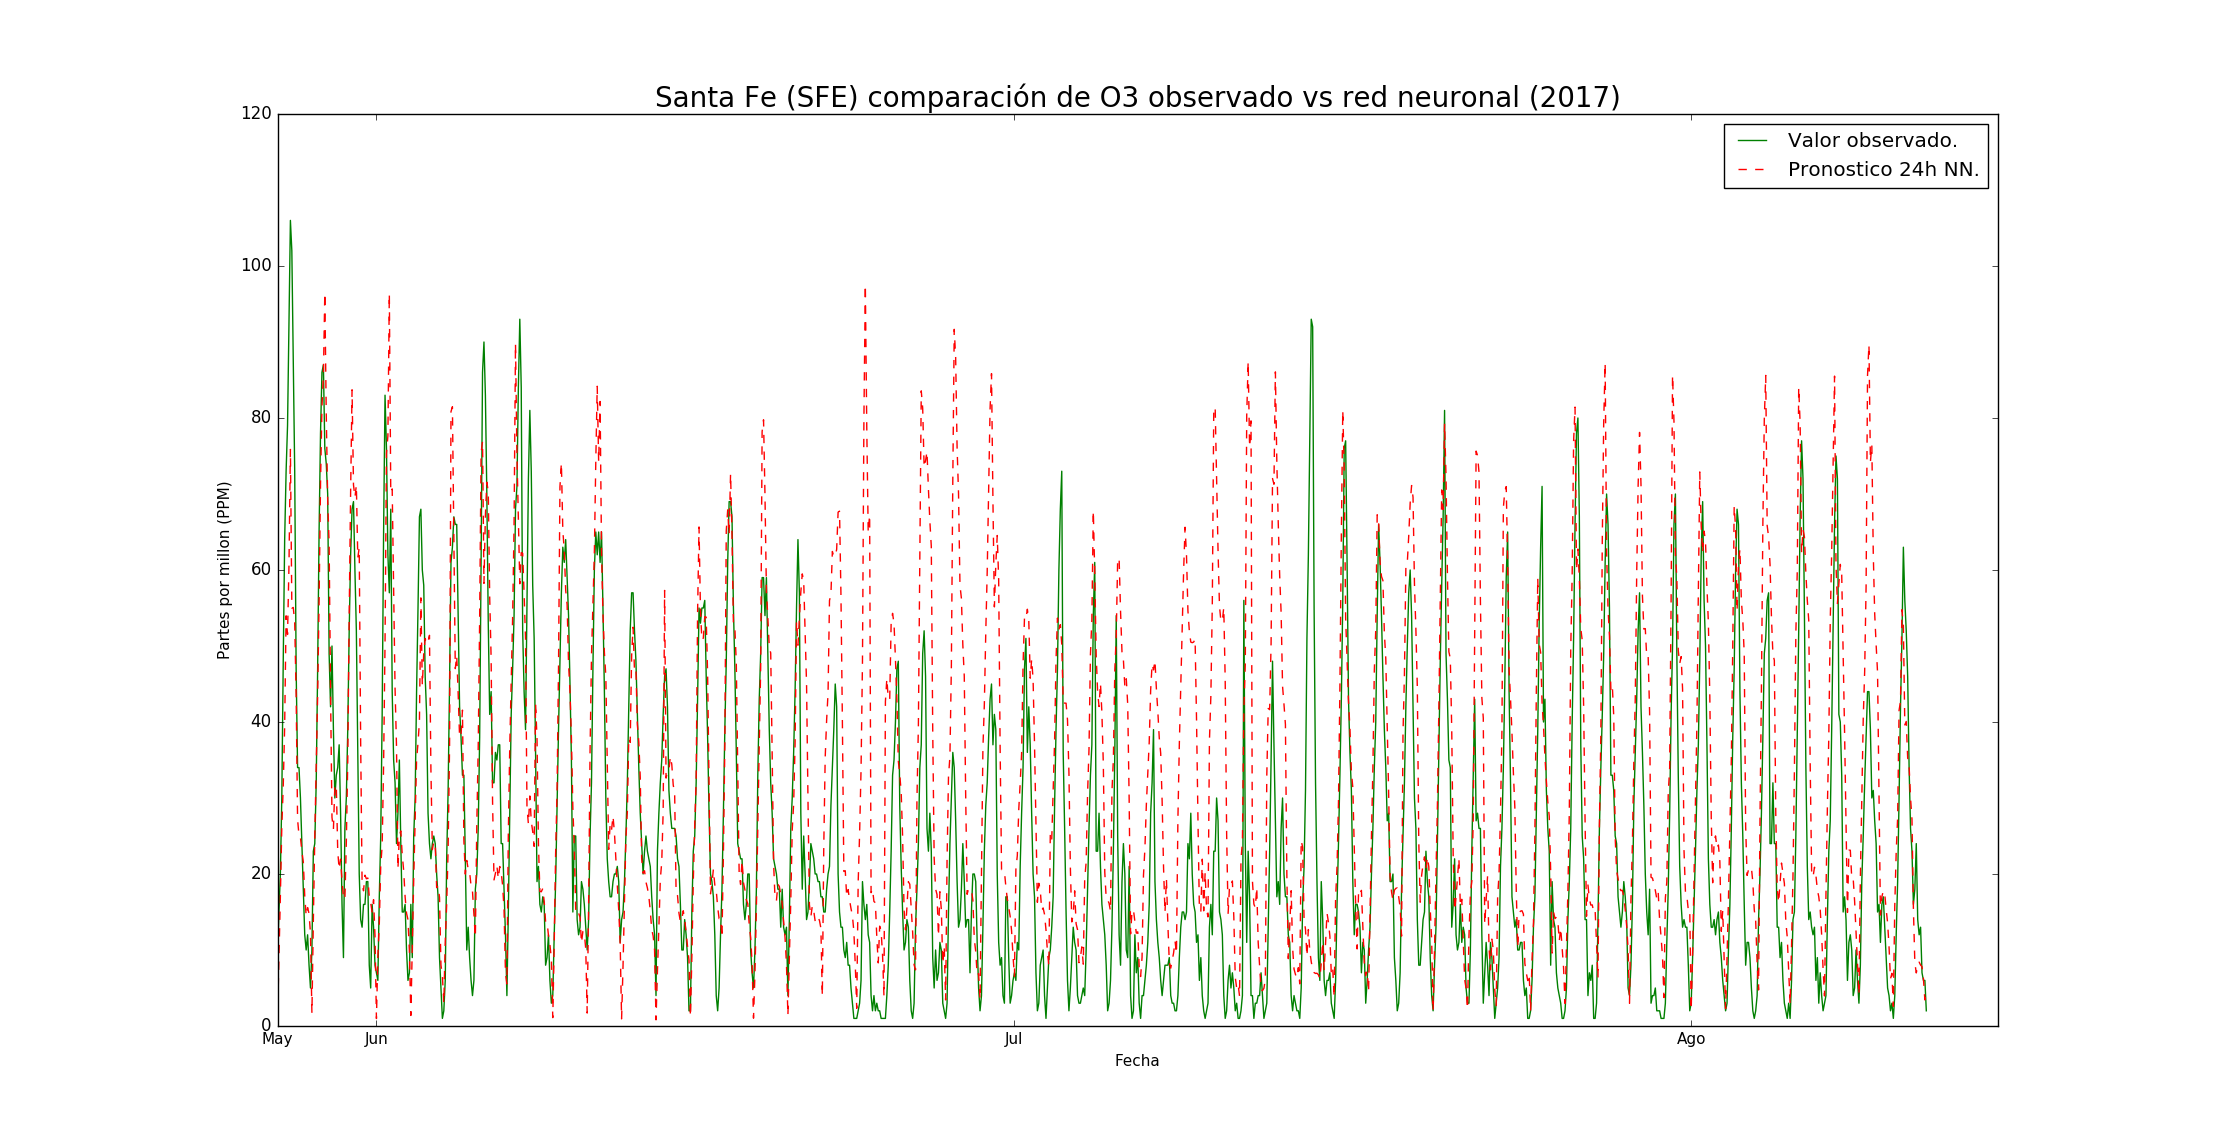 Santa Fe (SFE) comparación de O3 observado vs red neuronal (2017)
Valor observado.
Pronostico 24h NN.
Partes por millon (PPM)
120
100
80
60
40
20
0
May Jun Jul Ago
Fecha